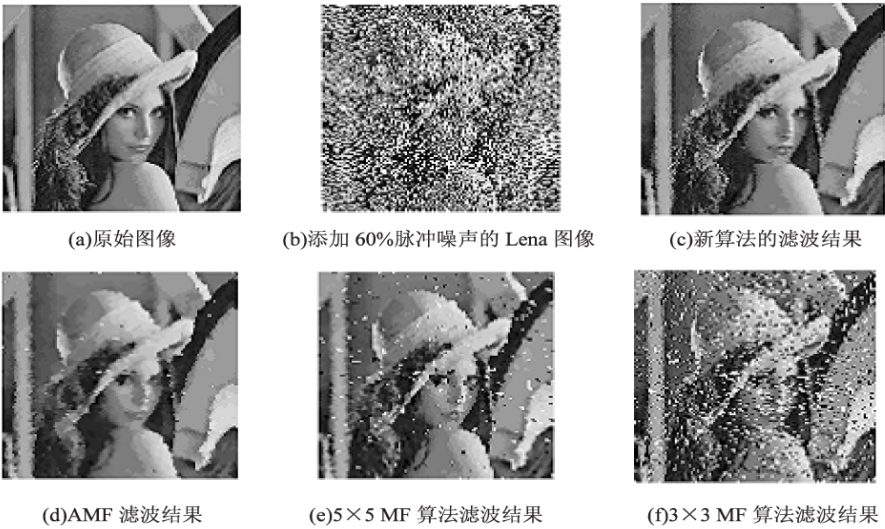 (a)原始图像
(b)添加 60%脉冲噪声的 Lena 图像
(c)新算法的滤波结果
(d)AMF 滤波结果
(e)5×5 MF 算法滤波结果
(f)3×3 MF 算法滤波结果